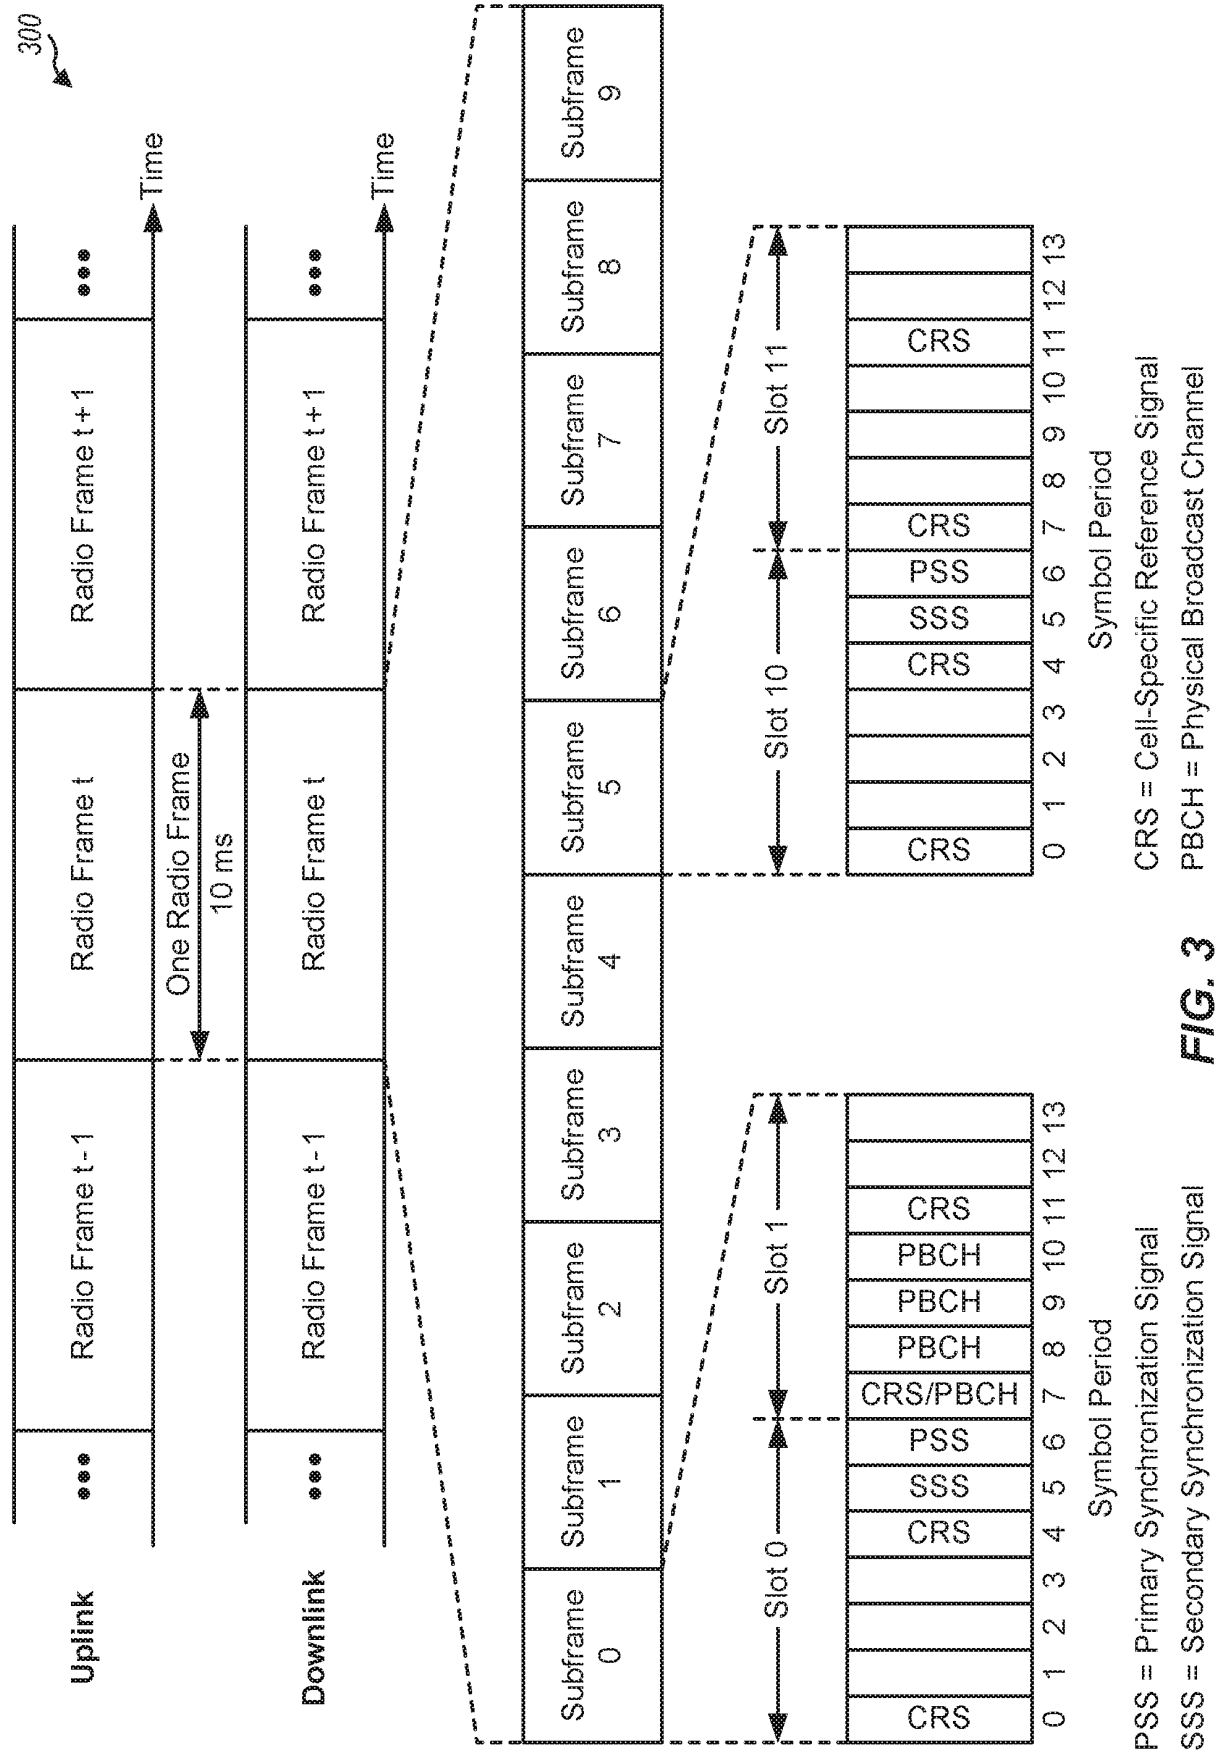 300
Uplink
••• Radio Frame t - 1 Radio Frame t Radio Frame t + 1 •••
Time
One Radio Frame
10 ms
Downlink
••• Radio Frame t - 1 Radio Frame t Radio Frame t + 1 •••
Time
Subframe Subframe Subframe Subframe Subframe Subframe Subframe Subframe Subframe Subframe
0 1 2 3 4 5 6 7 8 9
Slot 0 Slot 1 Slot 10 Slot 11
CRS CRS SSS PSS CRS/PBCH PBCH PBCH PBCH CRS
0 1 2 3 4 5 6 7 8 9 10 11 12 13
Symbol Period
CRS CRS SSS PSS CRS CRS
0 1 2 3 4 5 6 7 8 9 10 11 12 13
Symbol Period
PSS = Primary Synchronization Signal
SSS = Secondary Synchronization Signal
CRS = Cell-Specific Reference Signal
PBCH = Physical Broadcast Channel
FIG. 3